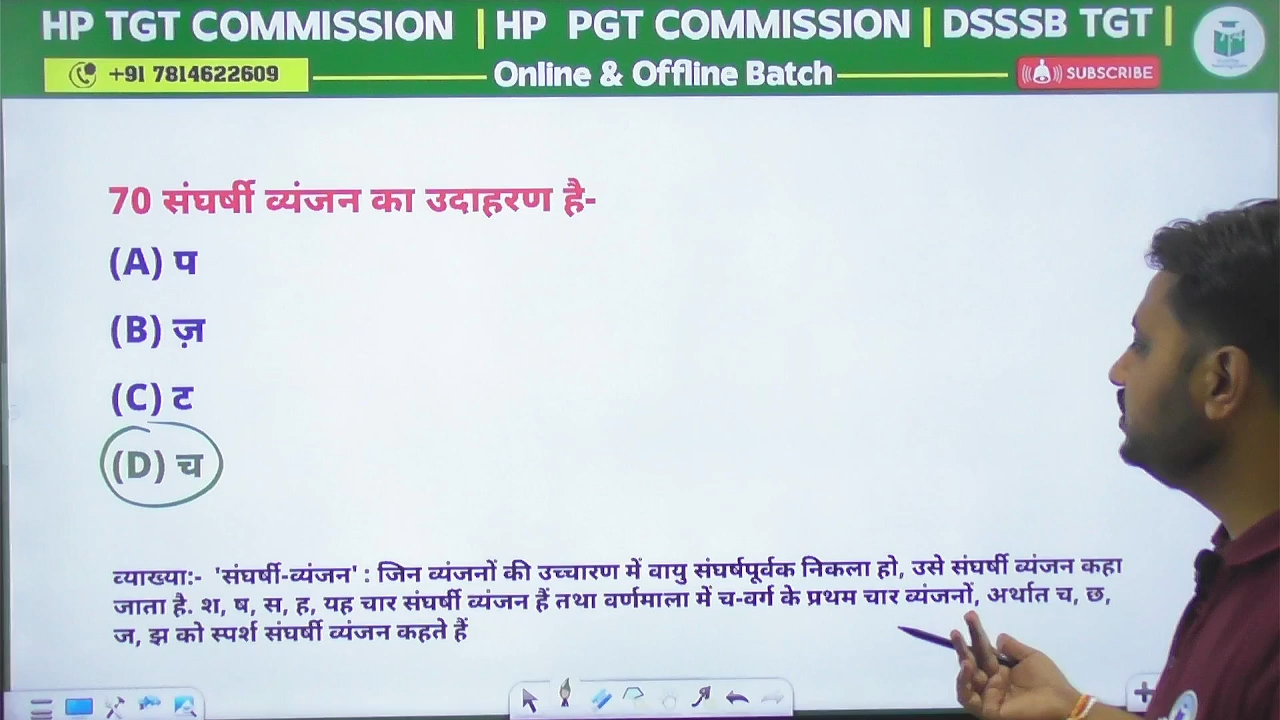 HP TGT COMMISSION | HP PGT COMMISSION | DSSSB TGT |
+91 7814622609
Online & Offline Batch
SUBSCRIBE
70 संघर्षी व्यंजन का उदाहरण है-
(A) प
(B) ज़
(C) ट
(D) च
व्याख्या:- 'संघर्षी-व्यंजन' : जिन व्यंजनों की उच्चारण में वायु संघर्षपूर्वक निकला हो, उसे संघर्षी व्यंजन कहा
जाता है. श, ष, स, ह, यह चार संघर्षी व्यंजन हैं तथा वर्णमाला में च-वर्ग के प्रथम चार व्यंजनों, अर्थात च, छ,
ज, झ को स्पर्श संघर्षी व्यंजन कहते हैं